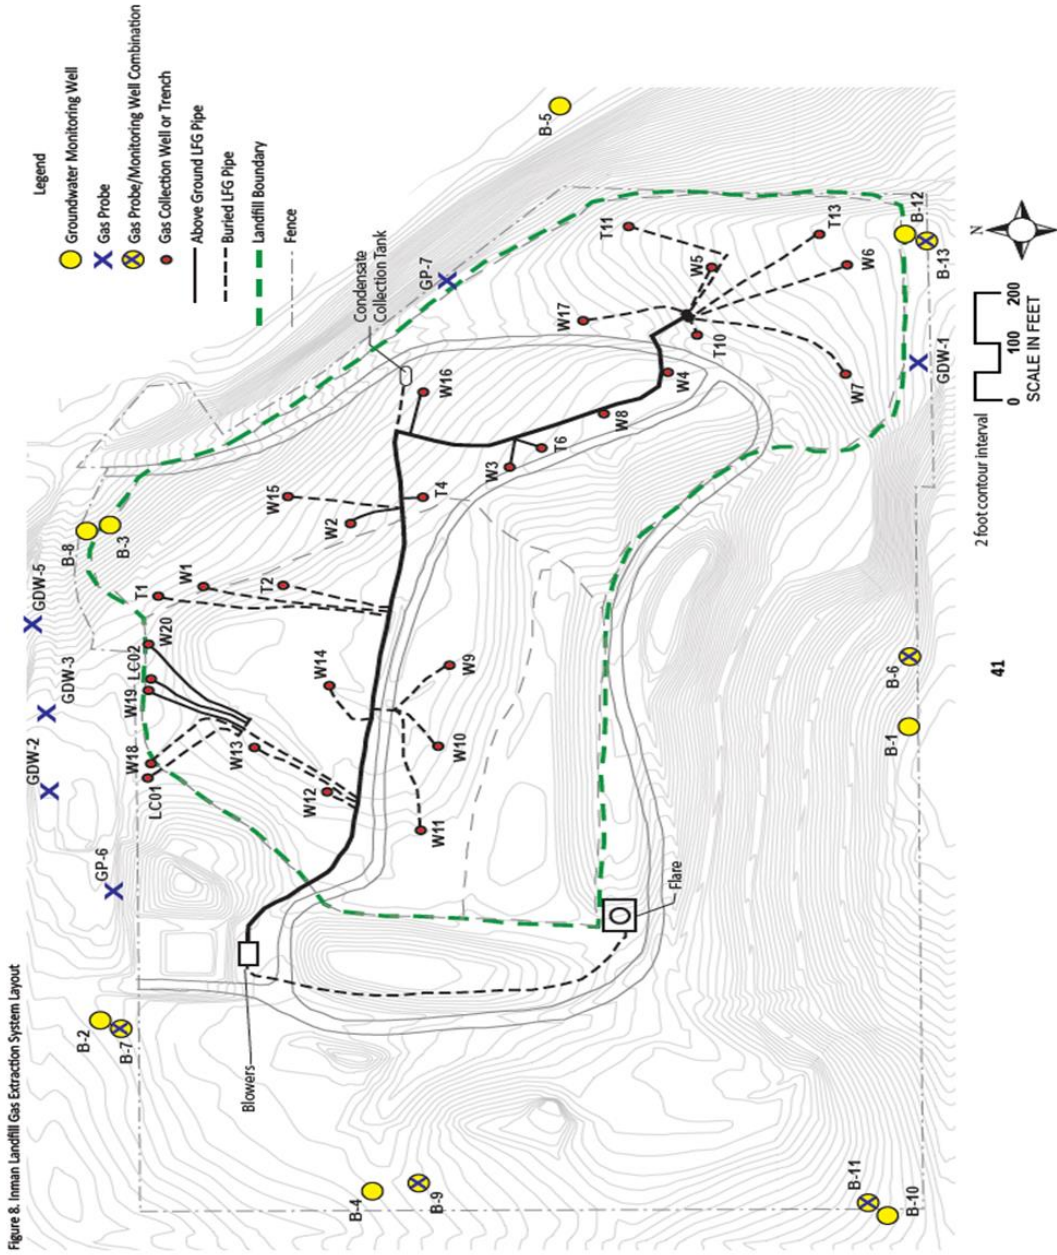 Figure 8. Inman Landfill Gas Extraction System Layout
Legend
Groundwater Monitoring Well
Gas Probe
Gas Probe/Monitoring Well Combination
Gas Collection Well or Trench
Above Ground LFG Pipe
Buried LFG Pipe
Landfill Boundary
Fence
B-2
B-7
GP-6
GDW-2
GDW-3
GDW-5
B-8
B-3
LC01
W18
W19
LC02
W20
T1
W1
T2
W13
W12
W14
W15
W2
T4
Condensate
Collection Tank
GP-7
W16
B-5
Blowers
W11
W10
W9
W3
T6
W8
W4
W17
T10
W5
T11
T13
W6
W7
B-4
B-9
Flare
B-11
B-10
B-1
B-6
GDW-1
B-13
B-12
41
2 foot contour interval
0
100
200
SCALE IN FEET
N